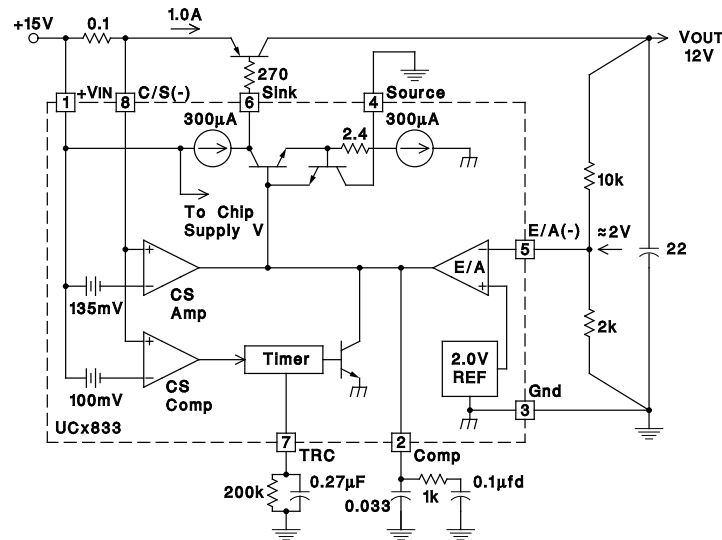 +15V
0.1
1.0A
VOUT
12V
270
1
+VIN
8
C/S(-)
6
Sink
4
Source
300µA
2.4
300µA
To Chip
Supply V
10k
E/A(-)
5
≈2V
22
E/A
+
−
+
−
135mV
CS
Amp
2k
+
−
+
−
100mV
CS
Comp
Timer
2.0V
REF
Gnd
3
UCx833
7
TRC
2
Comp
200k
0.27µF
0.033
1k
0.1µfd